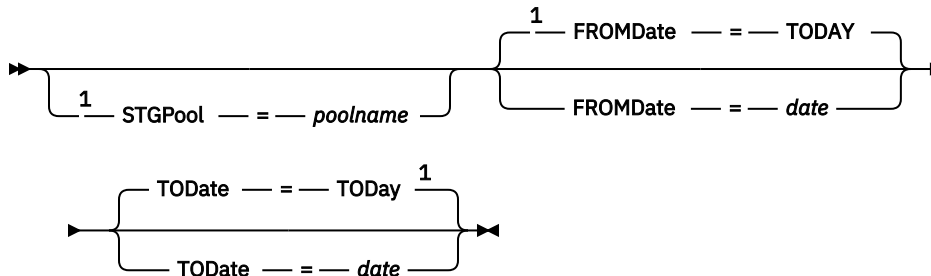 1 FROMDate = TODAY
1 STGPool = poolname
FROMDate = date
TODate = TODay 1
TODate = date